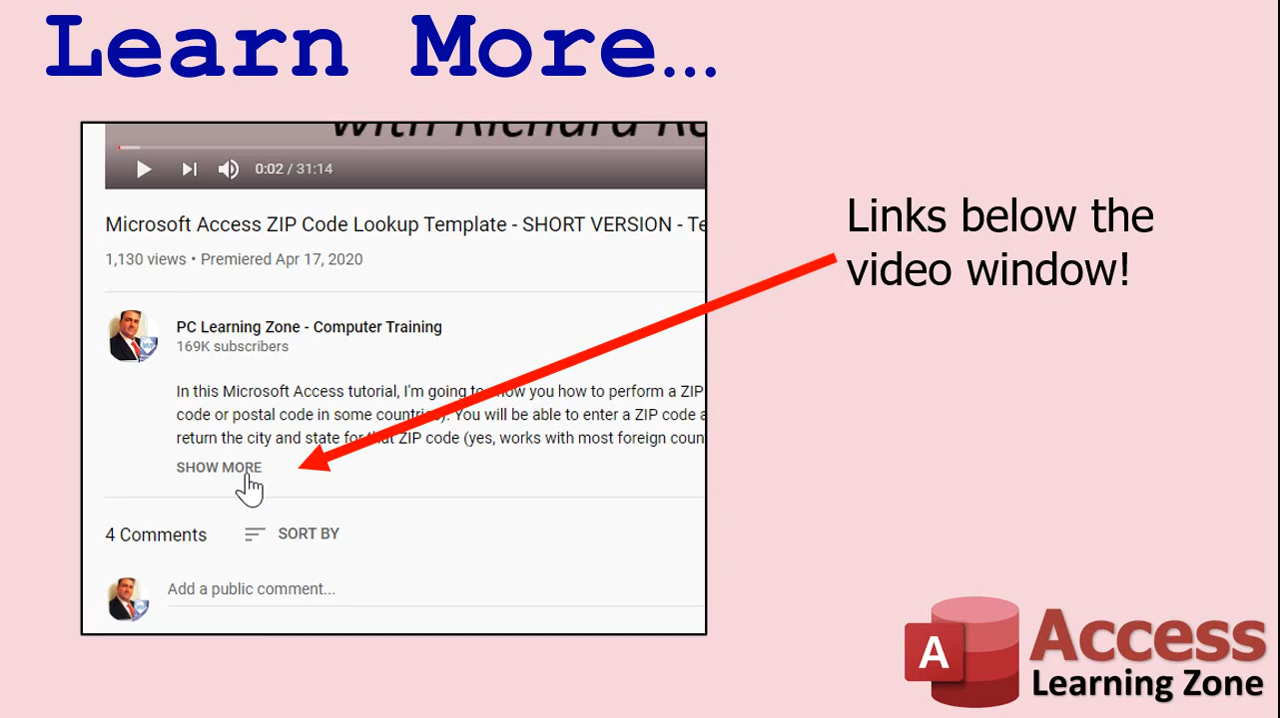 Learn More...
with Richard Ro
0:02 / 31:14
Microsoft Access ZIP Code Lookup Template - SHORT VERSION - Te
1,130 views • Premiered Apr 17, 2020
PC Learning Zone - Computer Training
169K subscribers
In this Microsoft Access tutorial, I'm going to show you how to perform a ZIP
code or postal code in some countries). You will be able to enter a ZIP code a
return the city and state for that ZIP code (yes, works with most foreign coun
SHOW MORE
4 Comments SORT BY
Add a public comment...
Links below the
video window!
A
Access
Learning Zone